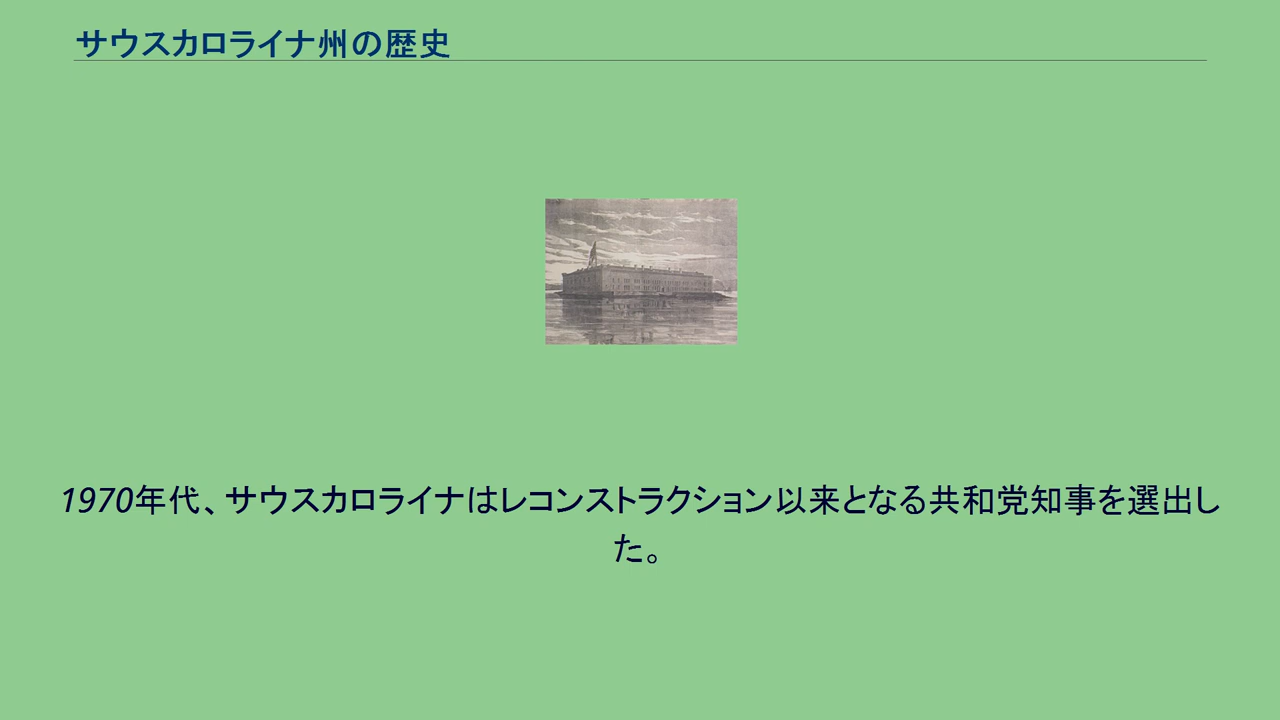 サウスカロライナ州の歴史
1970年代、サウスカロライナはレコンストラクション以来となる共和党知事を選出し
た。